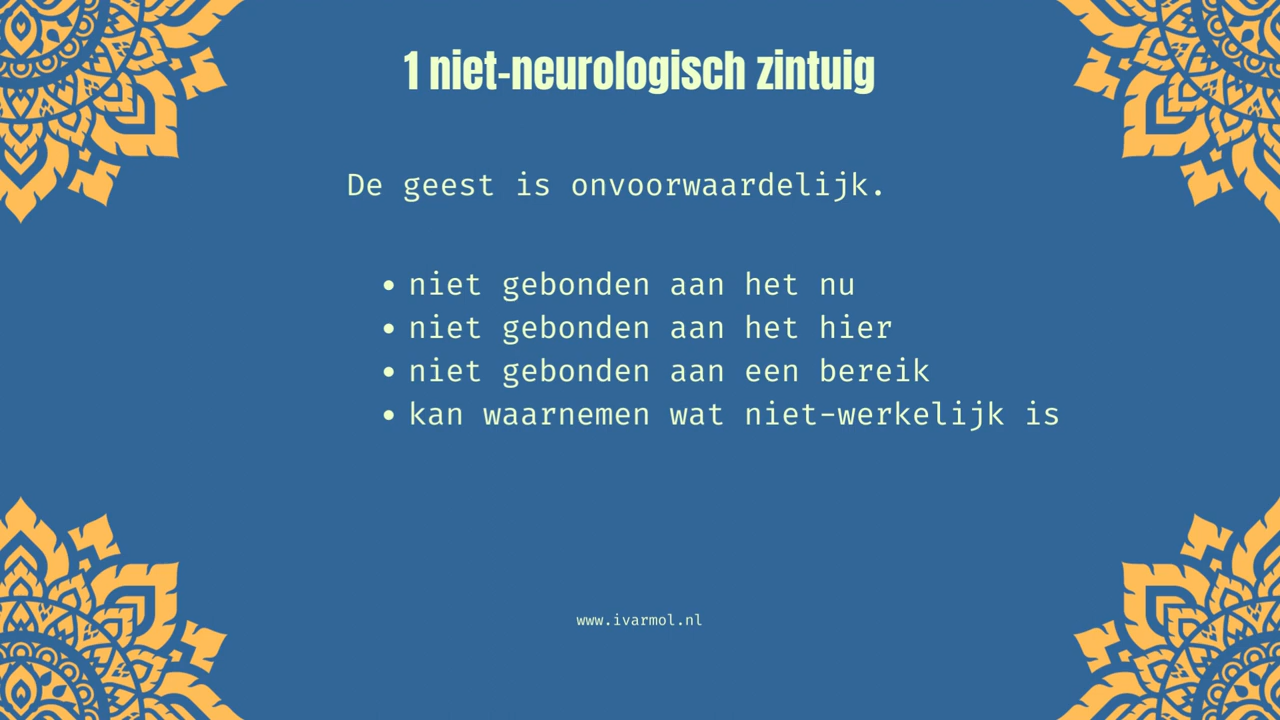 1 niet-neurologisch zintuig
De geest is onvoorwaardelijk.
• niet gebonden aan het nu
• niet gebonden aan het hier
• niet gebonden aan een bereik
• kan waarnemen wat niet-werkelijk is
www.ivarmol.nl